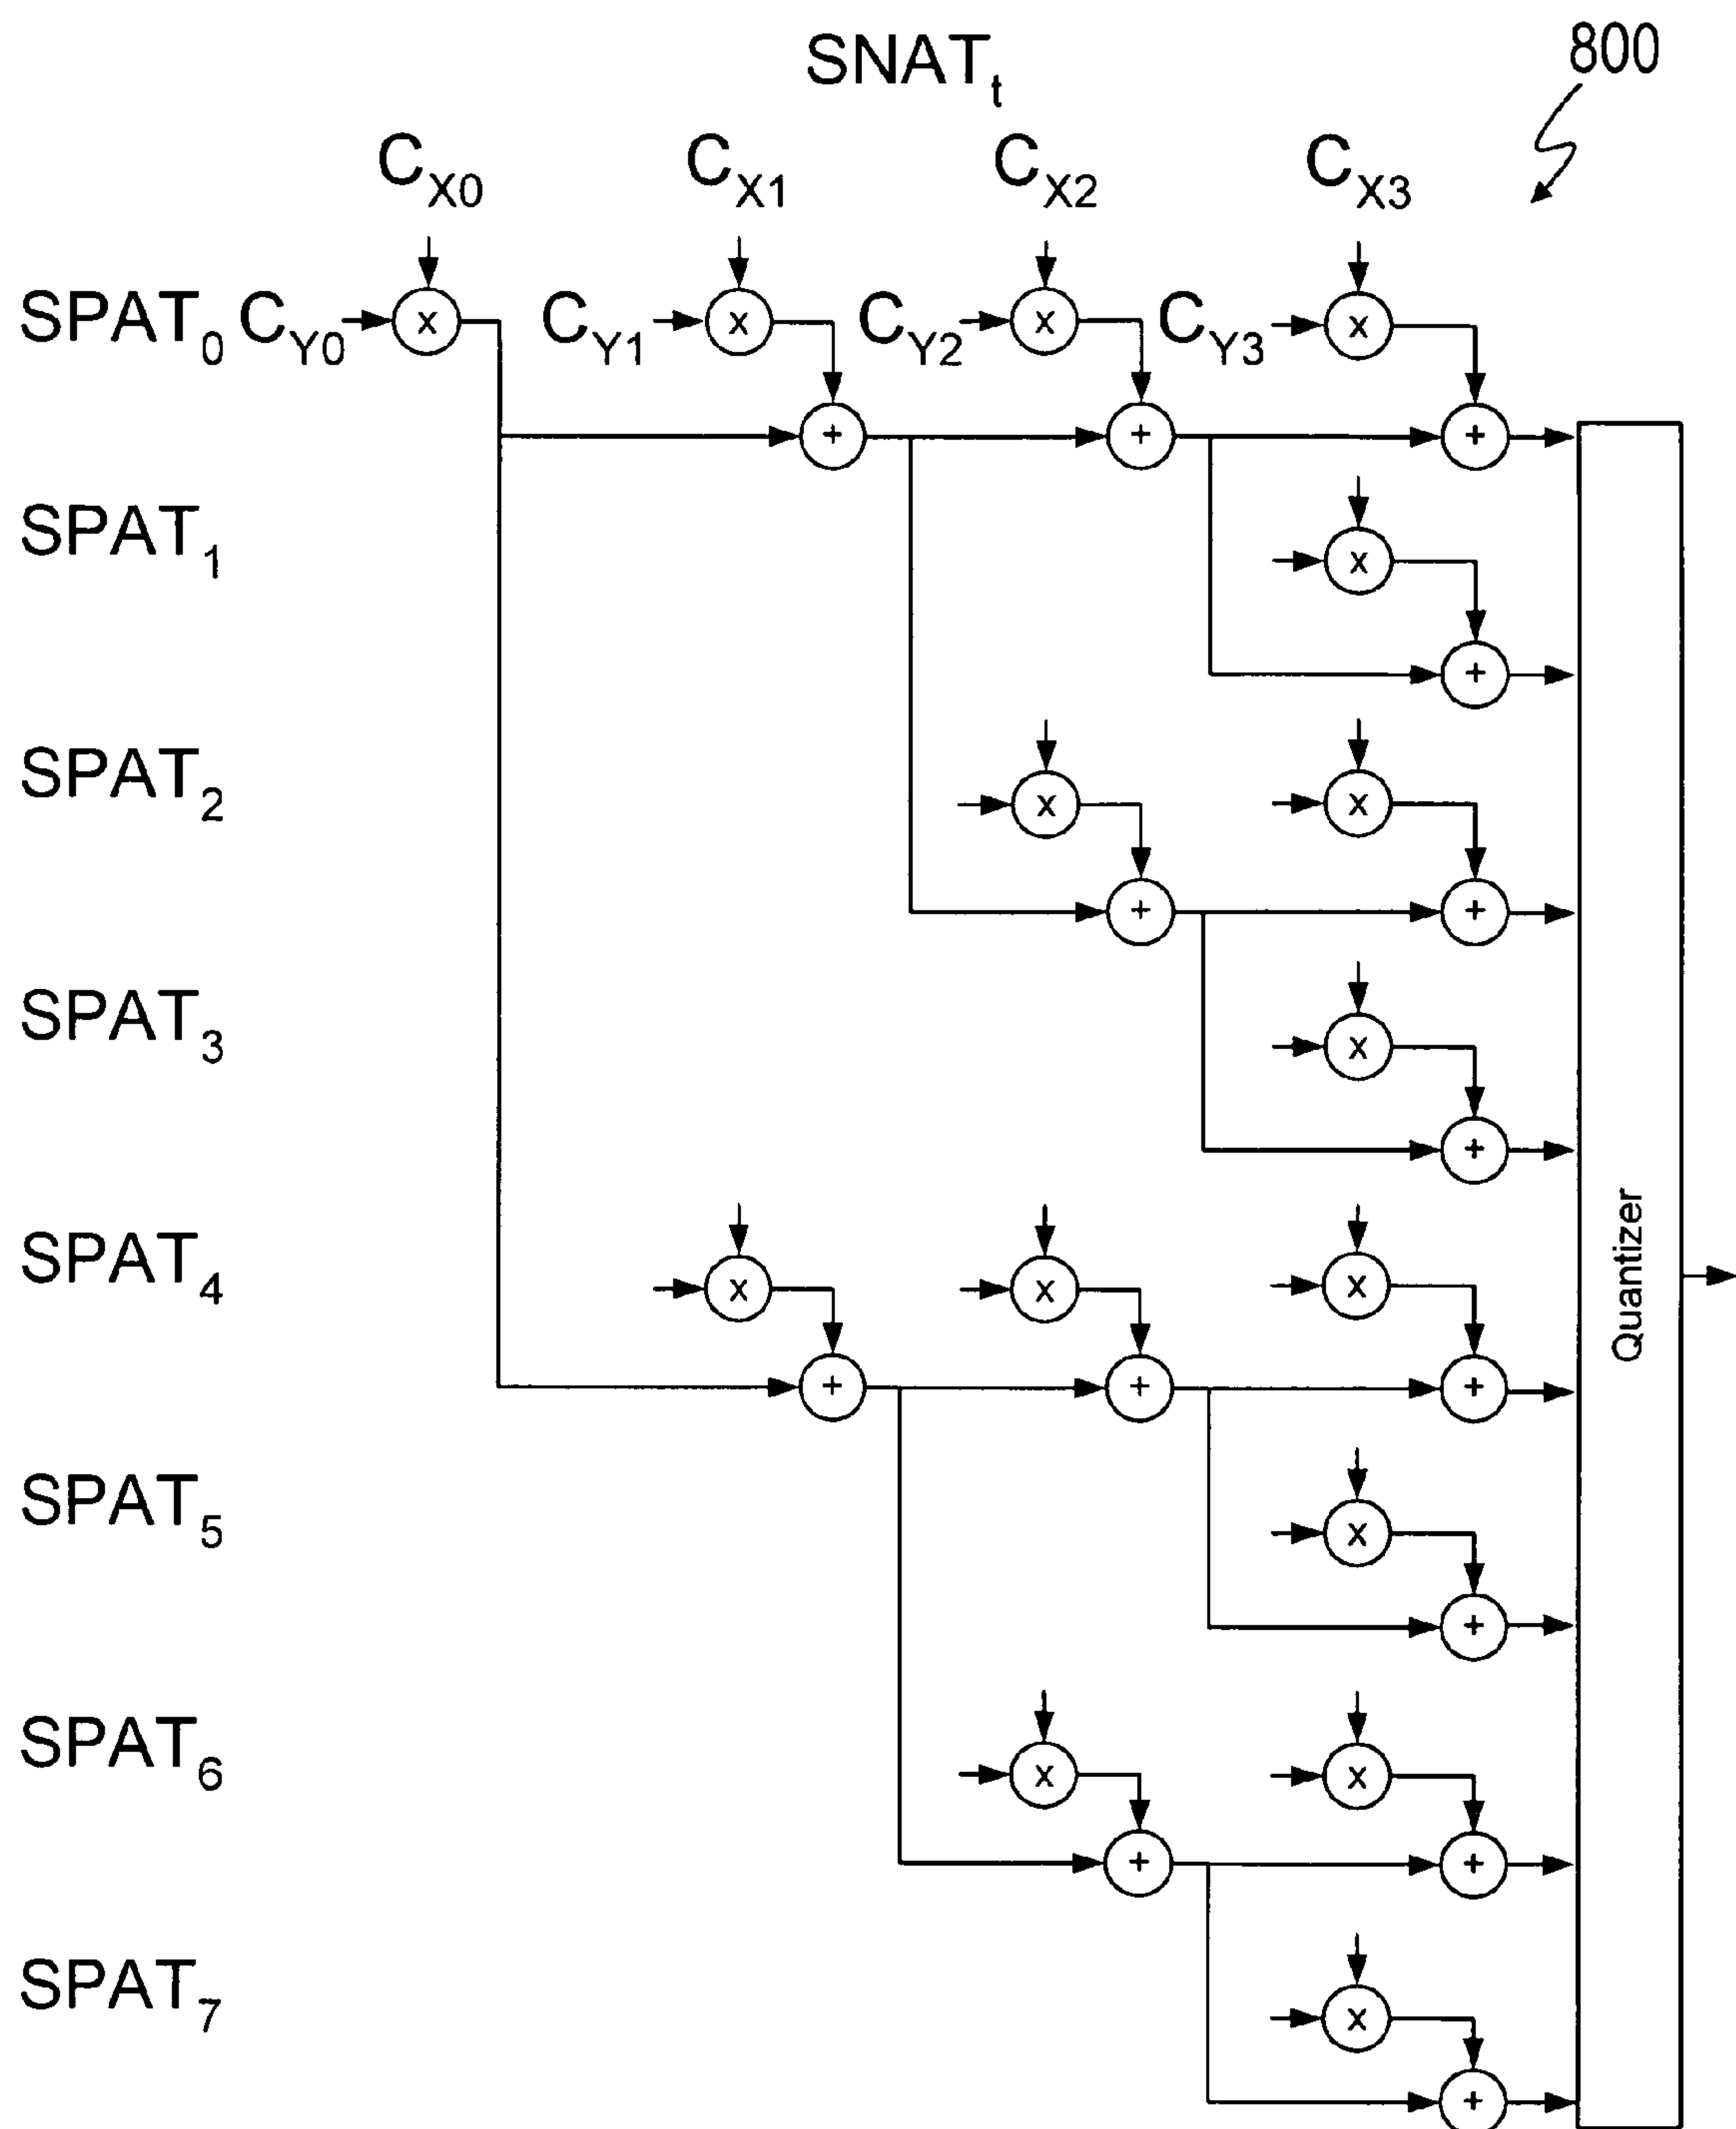 SNATt
800
CX0 CX1 CX2 CX3
SPAT0 CY0 x CY1 x CY2 x CY3 x
+ + +
SPAT1
x
+
SPAT2
x x
+ +
SPAT3
x
+
SPAT4
x x x
+ + +
Quantizer
SPAT5
x
+
SPAT6
x x
+ +
SPAT7
x
+